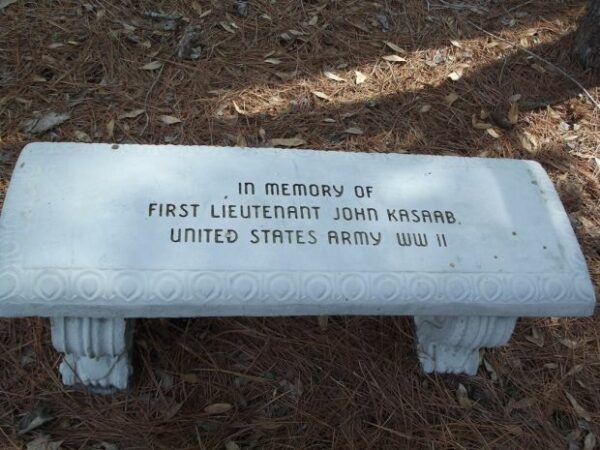 IN MEMORY OF
FIRST LIEUTENANT JOHN KASAAB
UNITED STATES ARMY WW II